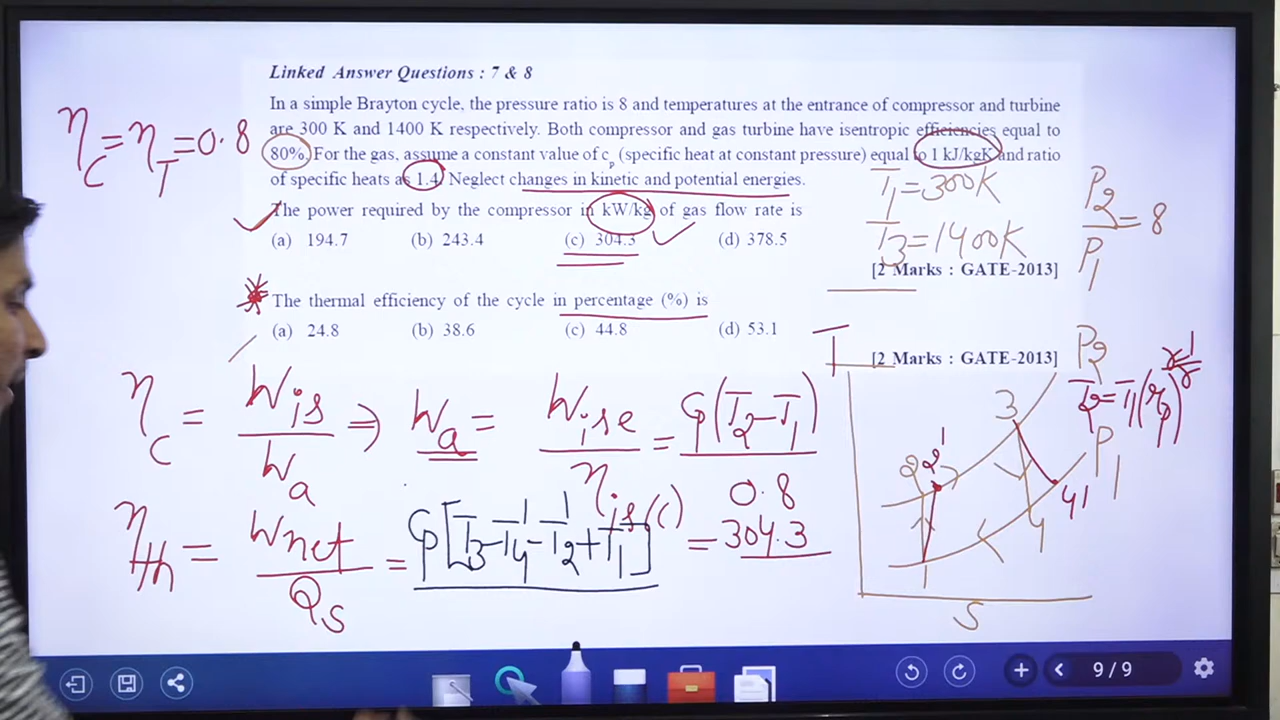 Linked Answer Questions : 7 & 8
In a simple Brayton cycle, the pressure ratio is 8 and temperatures at the entrance of compressor and turbine
are 300 K and 1400 K respectively. Both compressor and gas turbine have isentropic efficiencies equal to
80%. For the gas, assume a constant value of cp (specific heat at constant pressure) equal to 1 kJ/kgK and ratio
of specific heats as 1.4. Neglect changes in kinetic and potential energies.
The power required by the compressor in kW/kg of gas flow rate is
(a) 194.7 (b) 243.4 (c) 304.3 (d) 378.5
[2 Marks : GATE-2013]
The thermal efficiency of the cycle in percentage (%) is
(a) 24.8 (b) 38.6 (c) 44.8 (d) 53.1
[2 Marks : GATE-2013]
ηC = ηT = 0.8
T1 = 300K
T3 = 1400K
P2/P1 = 8
ηC = Wis/Wa ⇒ Wa = Wise/ηis(C) = Cp(T2-T1)/0.8
= 304.3
ηth = Wnet/Qs = Cp[T3-T4'-T2'+T1]
T
P2
T2 = T1(rp)^(γ-1/γ)
3
P1
2 2'
4'
4
1
S
9 / 9